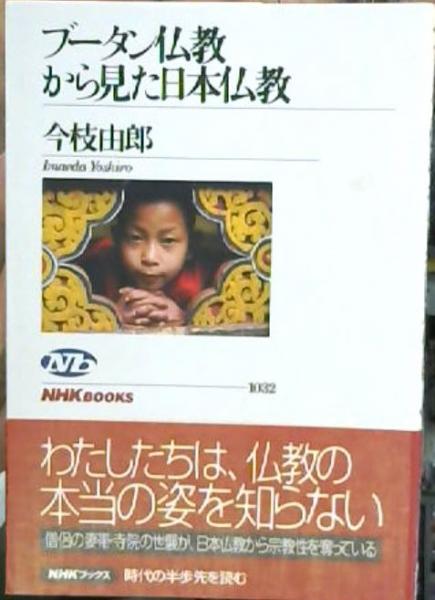 ブータン仏教
から見た日本仏教
今枝由郎
Imaeda Yoshiro
Nb
NHK BOOKS
1032
わたしたちは、仏教の
本当の姿を知らない
僧侶の妻帯・寺院の世襲が、日本仏教から宗教性を奪っている
NHKブックス 時代の半歩先を読む